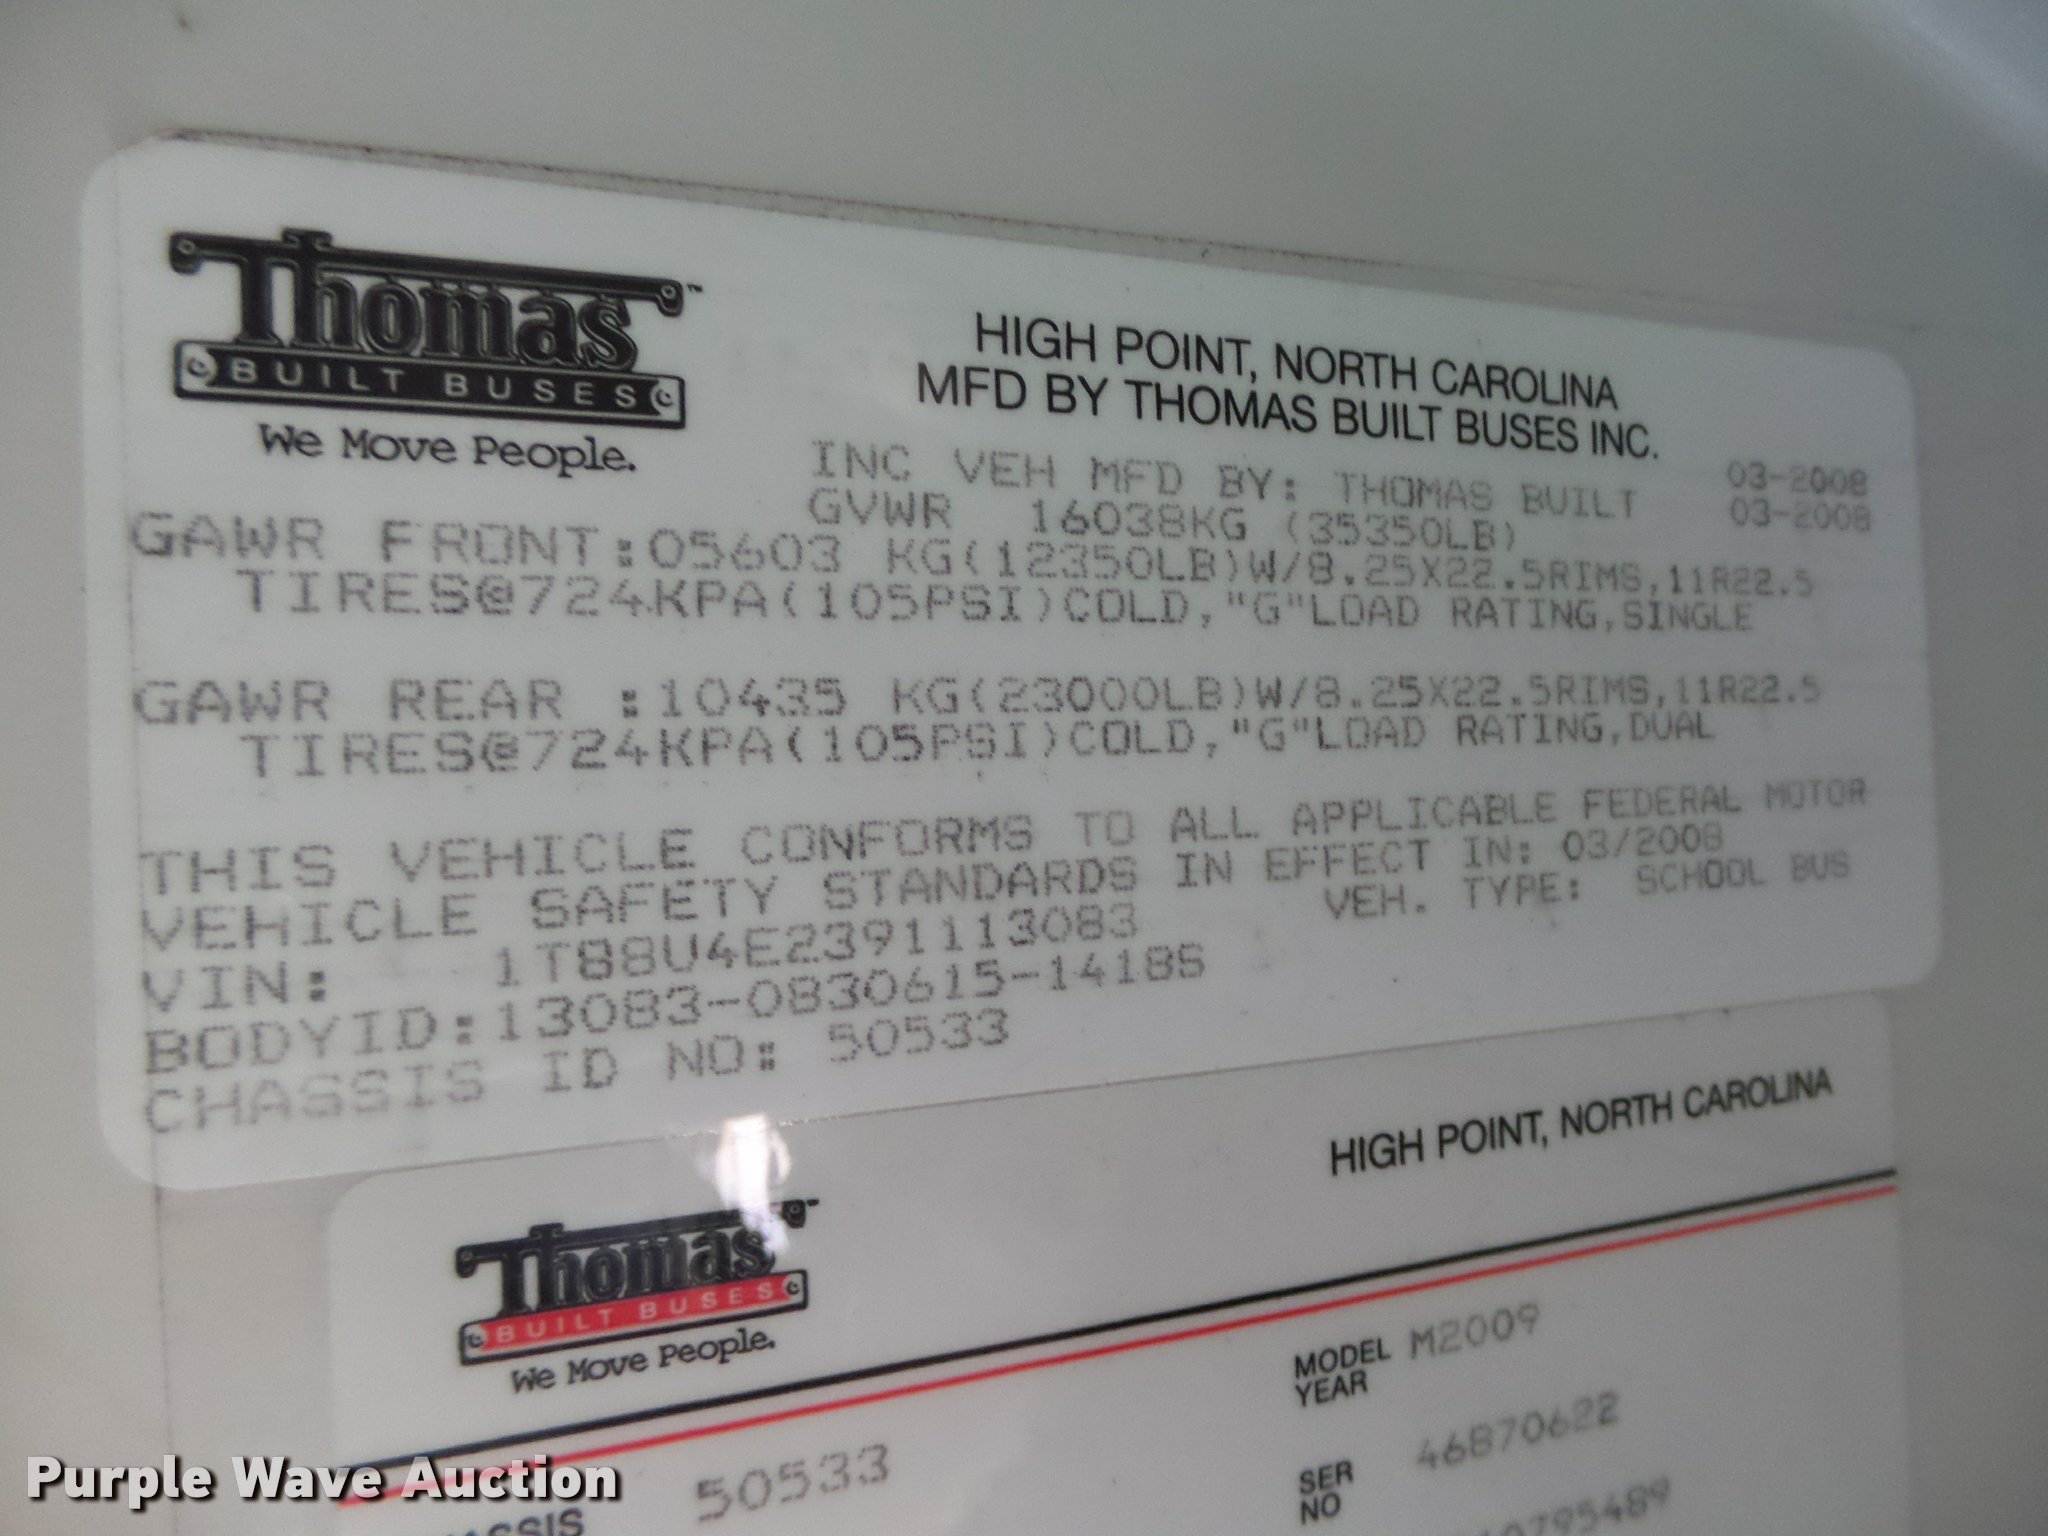 Thomas™
BUILT BUSES
We Move People.
HIGH POINT, NORTH CAROLINA
MFD BY THOMAS BUILT BUSES INC.
INC VEH MFD BY: THOMAS BUILT 03-2008
GVWR 16038KG (35350LB) 03-2008
GAWR FRONT:05603 KG(12350LB)W/8.25X22.5RIMS,11R22.5
TIRES@724KPA(105PSI)COLD,"G"LOAD RATING,SINGLE
GAWR REAR :10435 KG(23000LB)W/8.25X22.5RIMS,11R22.5
TIRES@724KPA(105PSI)COLD,"G"LOAD RATING,DUAL
THIS VEHICLE CONFORMS TO ALL APPLICABLE FEDERAL MOTOR
VEHICLE SAFETY STANDARDS IN EFFECT IN: 03/2008
VIN: 1T88U4E2391113083 VEH. TYPE: SCHOOL BUS
BODYID:13083-0830615-1418S
CHASSIS ID NO: 50533
HIGH POINT, NORTH CAROLINA
Thomas™
BUILT BUSES
We Move People.
MODEL YEAR M2009
50533
SER NO 46870622
Purple Wave Auction